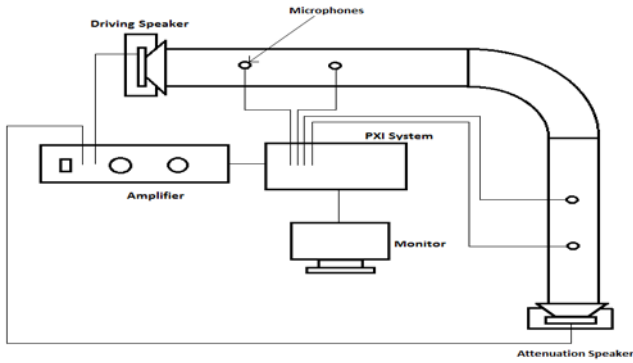 Microphones
Driving Speaker
PXI System
Amplifier
Monitor
Attenuation Speaker